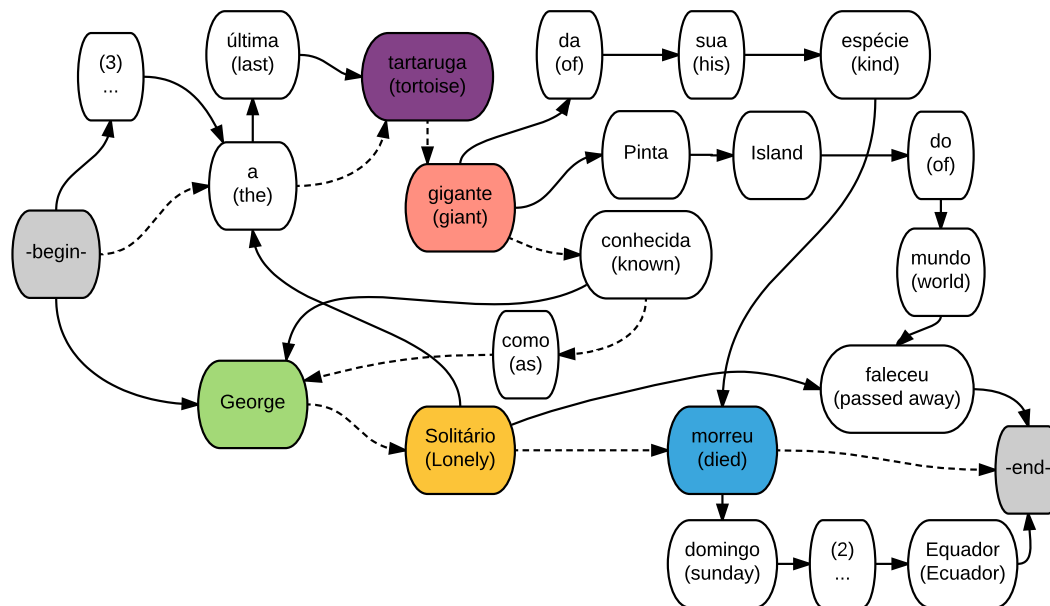 (3)
...
última
(last)
tartaruga
(tortoise)
da
(of)
sua
(his)
espécie
(kind)
a
(the)
gigante
(giant)
Pinta
Island
do
(of)
-begin-
conhecida
(known)
mundo
(world)
como
(as)
George
Solitário
(Lonely)
morreu
(died)
faleceu
(passed away)
-end-
domingo
(sunday)
(2)
...
Equador
(Ecuador)